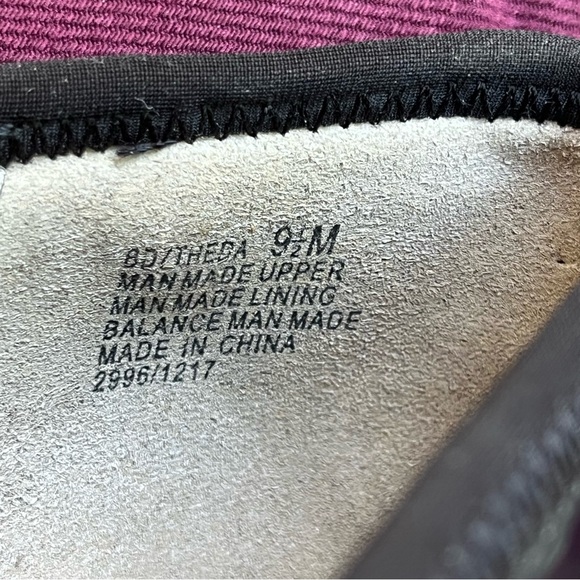 BD/THEDA 9½M
MAN MADE UPPER
MAN MADE LINING
BALANCE MAN MADE
MADE IN CHINA
2996/1217